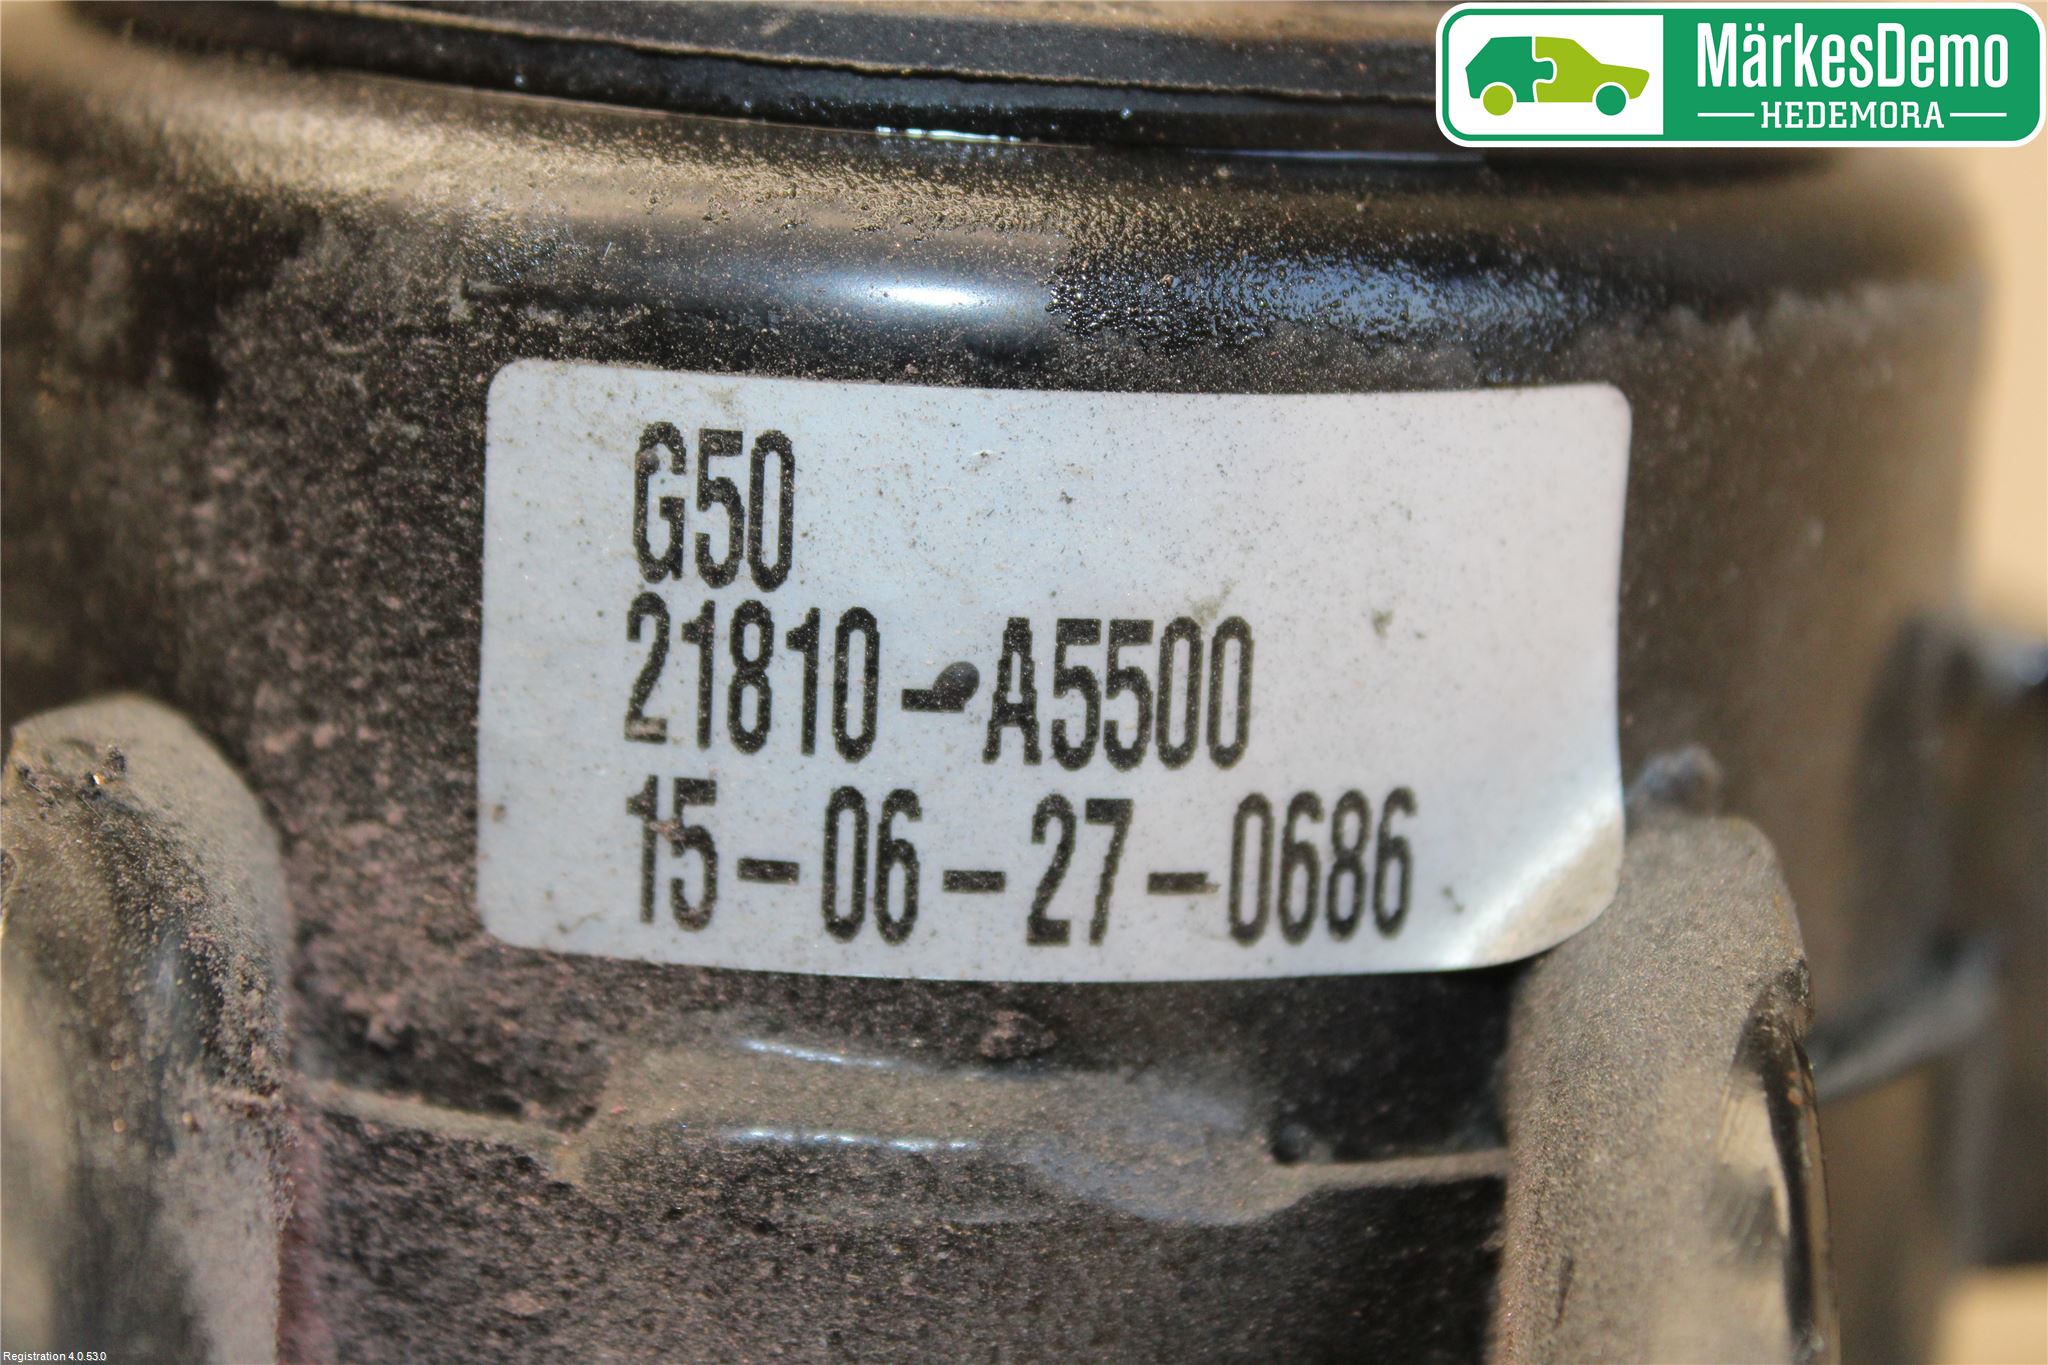 MärkesDemo
HEDEMORA
G50
21810-A5500
15-06-27-0686
Registration 4.0.53.0